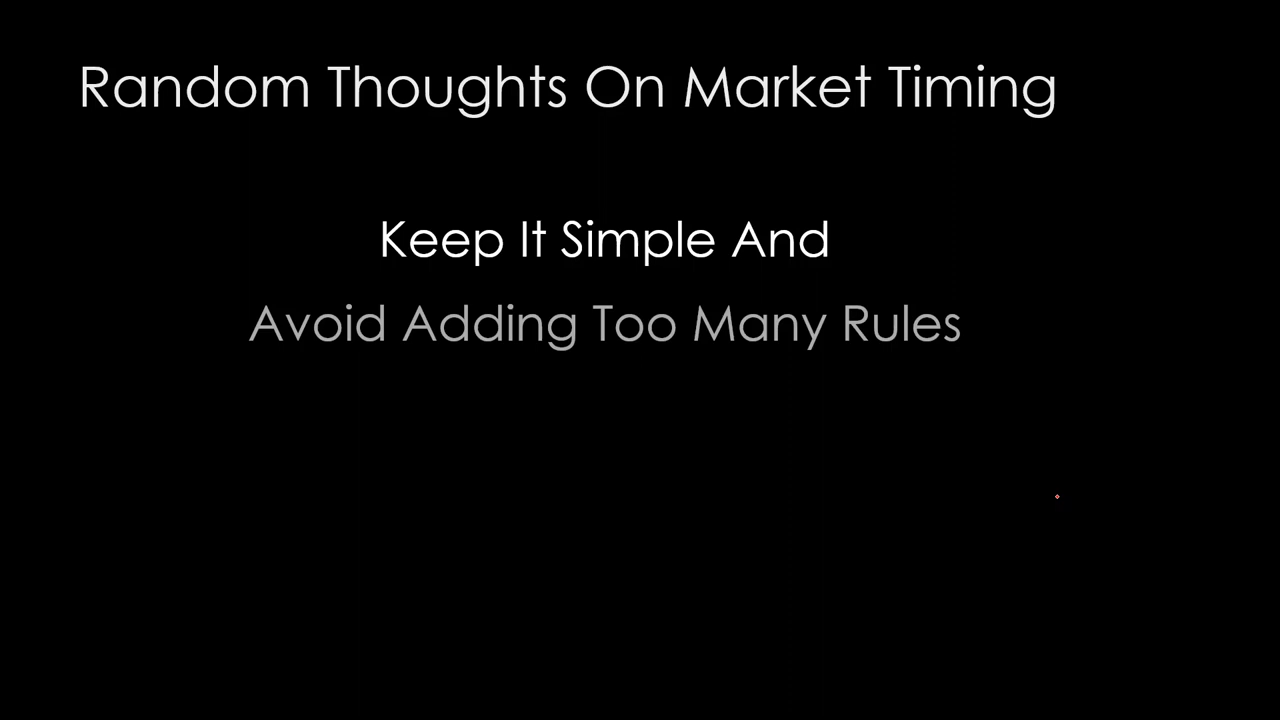 Random Thoughts On Market Timing
Keep It Simple And
Avoid Adding Too Many Rules